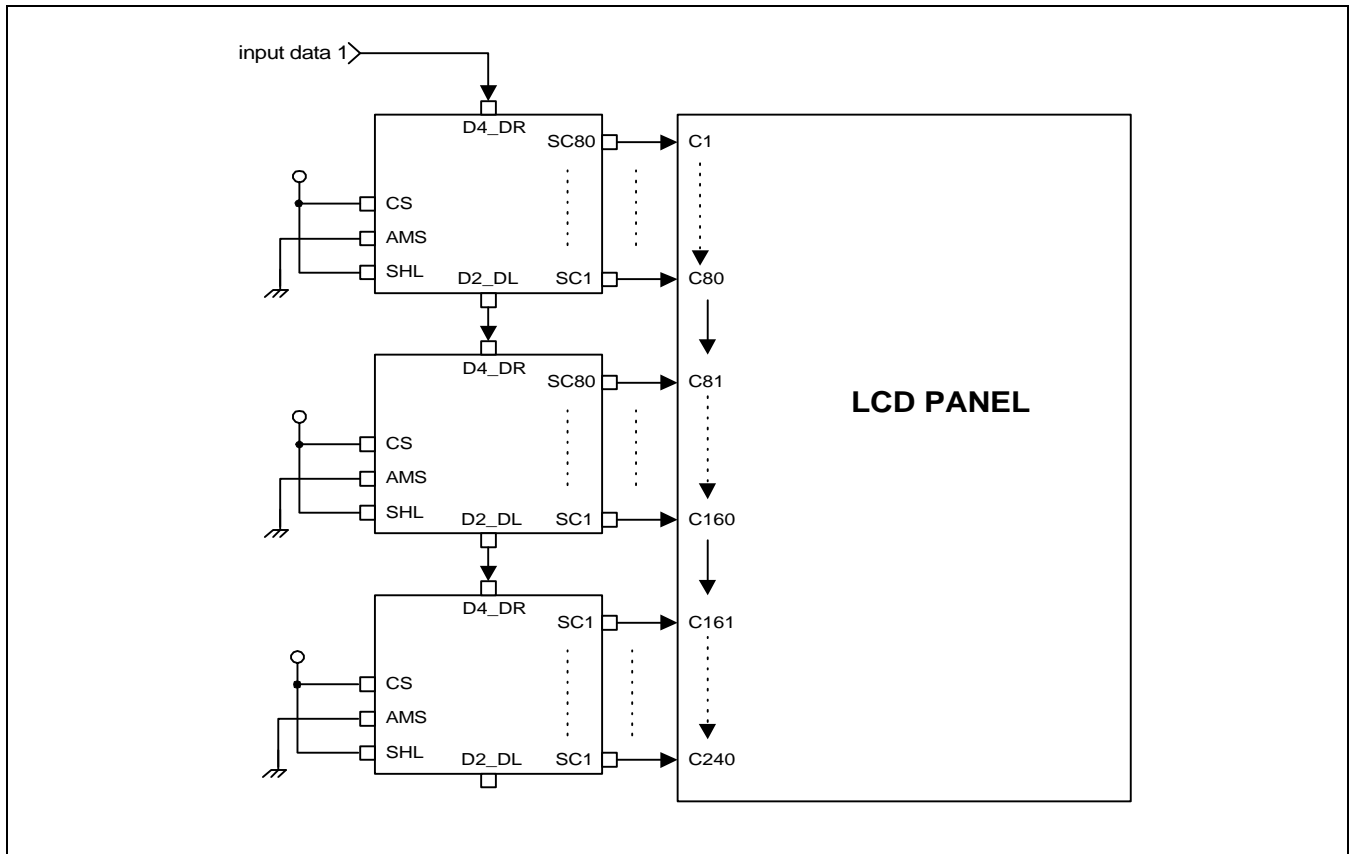 input data 1
D4_DR
SC80
C1
CS
AMS
SHL
D2_DL
SC1
C80
D4_DR
SC80
C81
LCD PANEL
CS
AMS
SHL
D2_DL
SC1
C160
D4_DR
SC1
C161
CS
AMS
SHL
D2_DL
SC1
C240